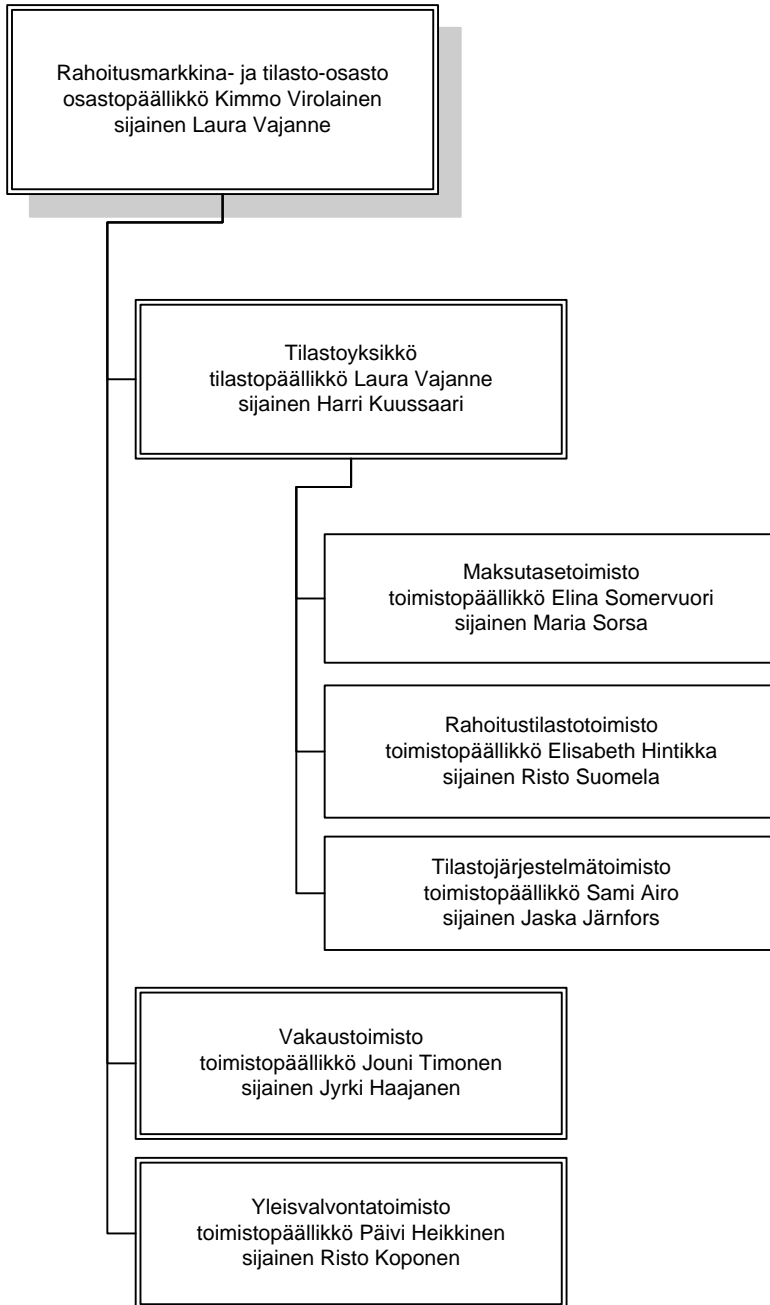 Rahoitusmarkkina- ja tilasto-osasto
osastopäällikkö Kimmo Virolainen
sijainen Laura Vajanne
Tilastoyksikkö
tilastopäällikkö Laura Vajanne
sijainen Harri Kuussaari
Maksutasetoimisto
toimistopäällikkö Elina Somervuori
sijainen Maria Sorsa
Rahoitustilastotoimisto
toimistopäällikkö Elisabeth Hintikka
sijainen Risto Suomela
Tilastojärjestelmätoimisto
toimistopäällikkö Sami Airo
sijainen Jaska Järnfors
Vakaustoimisto
toimistopäällikkö Jouni Timonen
sijainen Jyrki Haajanen
Yleisvalvontatoimisto
toimistopäällikkö Päivi Heikkinen
sijainen Risto Koponen